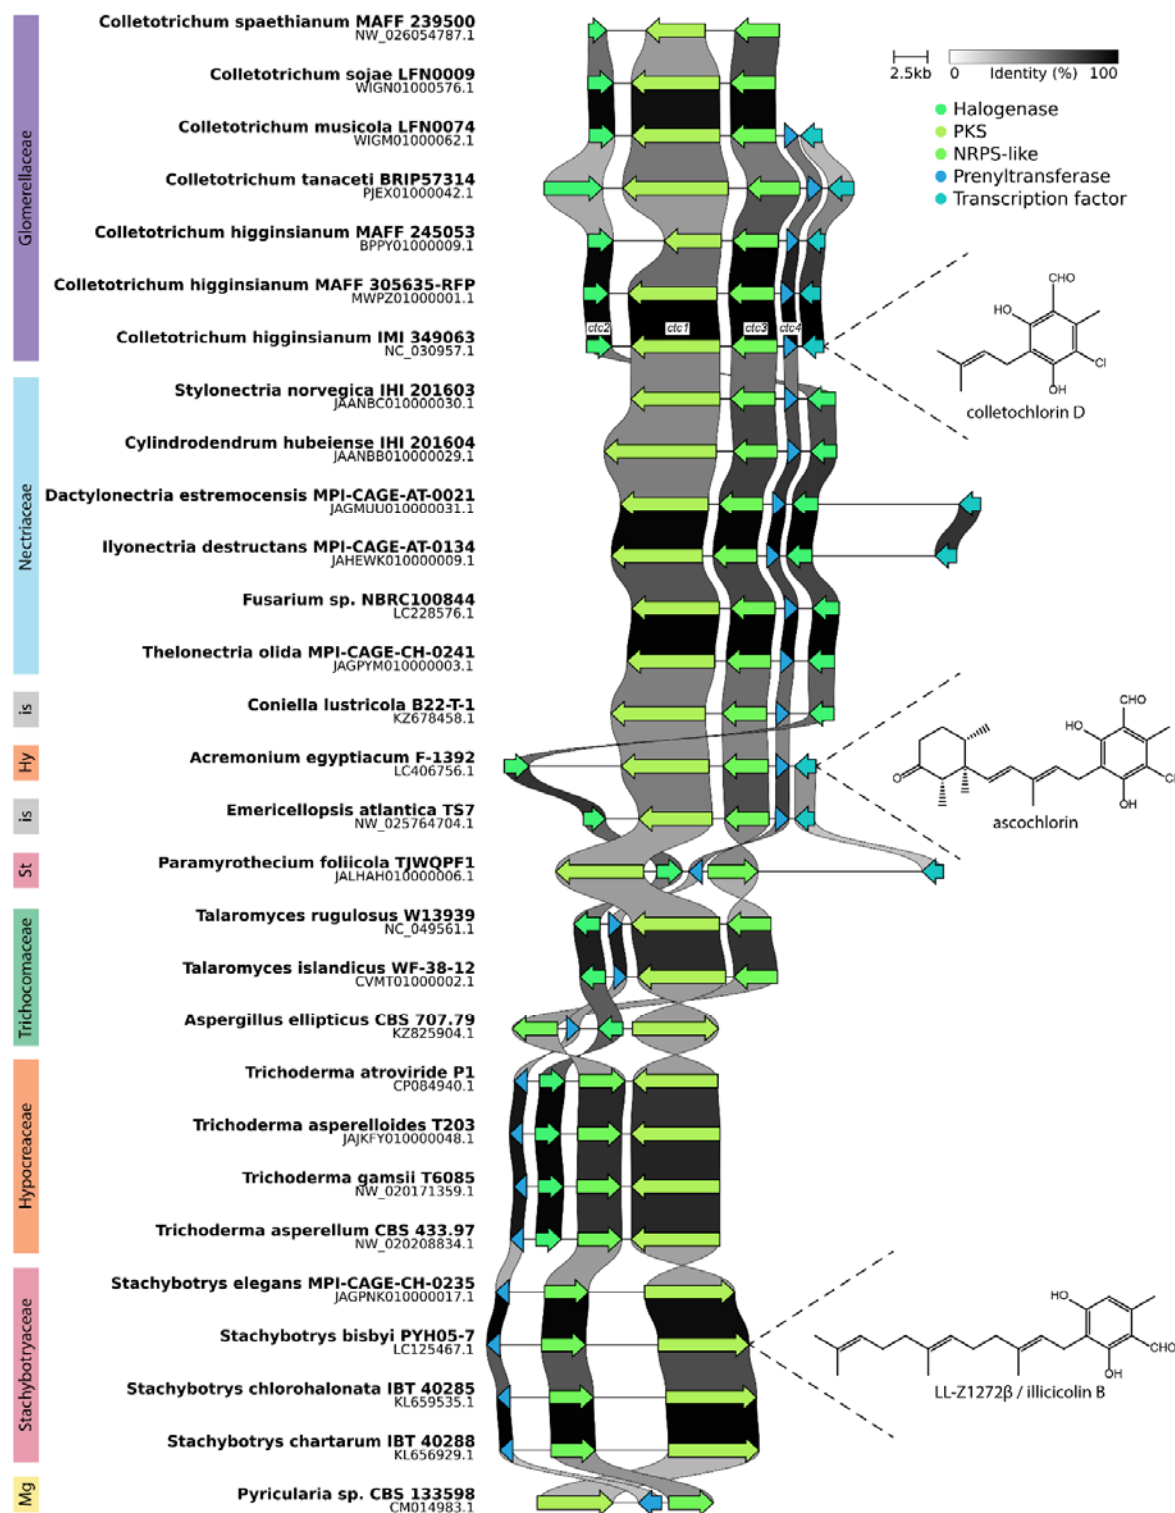 Colletotrichum spaethianum MAFF 239500
NW_026054787.1
Colletotrichum sojae LFN0009
WIGN01000576.1
Colletotrichum musicola LFN0074
WIGM01000062.1
Colletotrichum tanaceti BRIP57314
PJEX01000042.1
Colletotrichum higginsianum MAFF 245053
BPPY01000009.1
Colletotrichum higginsianum MAFF 305635-RFP
MWPZ01000001.1
Colletotrichum higginsianum IMI 349063
NC_030957.1
Stylonectria norvegica IHI 201603
JAANBC010000030.1
Cylindrodendrum hubeiense IHI 201604
JAANBB010000029.1
Dactylonectria estremocensis MPI-CAGE-AT-0021
JAGMUU010000031.1
Ilyonectria destructans MPI-CAGE-AT-0134
JAHEWK010000009.1
Fusarium sp. NBRC100844
LC228576.1
Thelonectria olida MPI-CAGE-CH-0241
JAGPYM010000003.1
Coniella lustricola B22-T-1
KZ678458.1
Acremonium egyptiacum F-1392
LC406756.1
Emericellopsis atlantica TS7
NW_025764704.1
Paramyrothecium foliicola TJWQPF1
JALHAH010000006.1
Talaromyces rugulosus W13939
NC_049561.1
Talaromyces islandicus WF-38-12
CVMT01000002.1
Aspergillus ellipticus CBS 707.79
KZ825904.1
Trichoderma atroviride P1
CP084940.1
Trichoderma asperelloides T203
JAJKFY010000048.1
Trichoderma gamsii T6085
NW_020171359.1
Trichoderma asperellum CBS 433.97
NW_020208834.1
Stachybotrys elegans MPI-CAGE-CH-0235
JAGPNK010000017.1
Stachybotrys bisbyi PYH05-7
LC125467.1
Stachybotrys chlorohalonata IBT 40285
KL659535.1
Stachybotrys chartarum IBT 40288
KL656929.1
Pyricularia sp. CBS 133598
CM014983.1
Glomerellaceae
Nectriaceae
is
Hy
is
St
Trichocomaceae
Hypocreaceae
Stachybotryaceae
Mg
ctc2
ctc1
ctc3
ctc4
2.5kb
0 Identity (%) 100
Halogenase
PKS
NRPS-like
Prenyltransferase
Transcription factor
CHO
HO
Cl
OH
colletochlorin D
CHO
HO
O
Cl
OH
ascochlorin
HO
CHO
OH
LL-Z1272β / illicicolin B